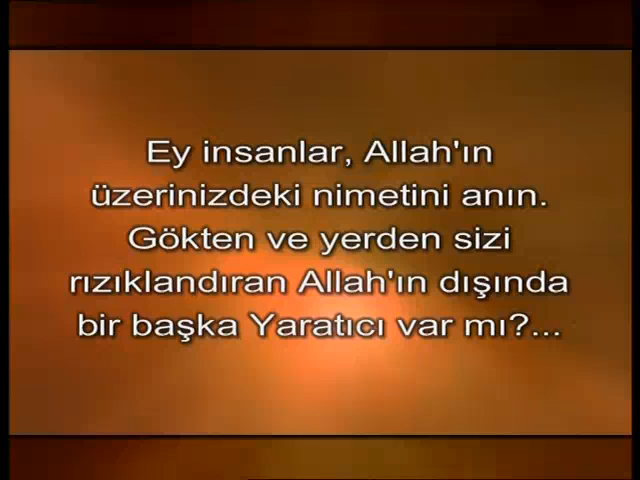 Ey insanlar, Allah'ın
üzerinizdeki nimetini anın.
Gökten ve yerden sizi
rızıklandıran Allah'ın dışında
bir başka Yaratıcı var mı?...